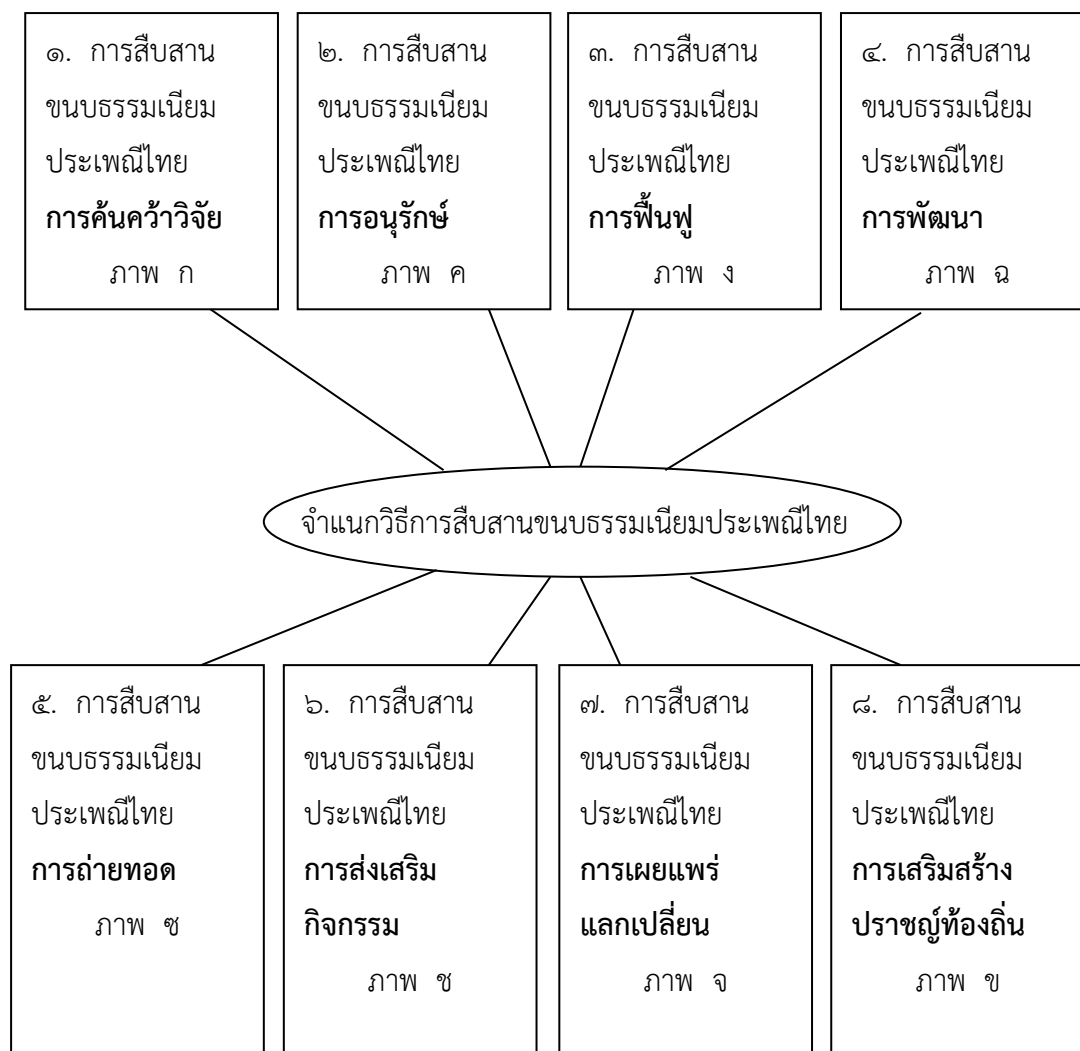 ๑. การสืบสาน
ขนบธรรมเนียม
ประเพณีไทย
การค้นคว้าวิจัย
ภาพ ก
๒. การสืบสาน
ขนบธรรมเนียม
ประเพณีไทย
การอนุรักษ์
ภาพ ค
๓. การสืบสาน
ขนบธรรมเนียม
ประเพณีไทย
การฟื้นฟู
ภาพ ง
๔. การสืบสาน
ขนบธรรมเนียม
ประเพณีไทย
การพัฒนา
ภาพ ฉ
จำแนกวิธีการสืบสานขนบธรรมเนียมประเพณีไทย
๕. การสืบสาน
ขนบธรรมเนียม
ประเพณีไทย
การถ่ายทอด
ภาพ ซ
๖. การสืบสาน
ขนบธรรมเนียม
ประเพณีไทย
การส่งเสริม
กิจกรรม
ภาพ ช
๗. การสืบสาน
ขนบธรรมเนียม
ประเพณีไทย
การเผยแพร่
แลกเปลี่ยน
ภาพ จ
๘. การสืบสาน
ขนบธรรมเนียม
ประเพณีไทย
การเสริมสร้าง
ปราชญ์ท้องถิ่น
ภาพ ข